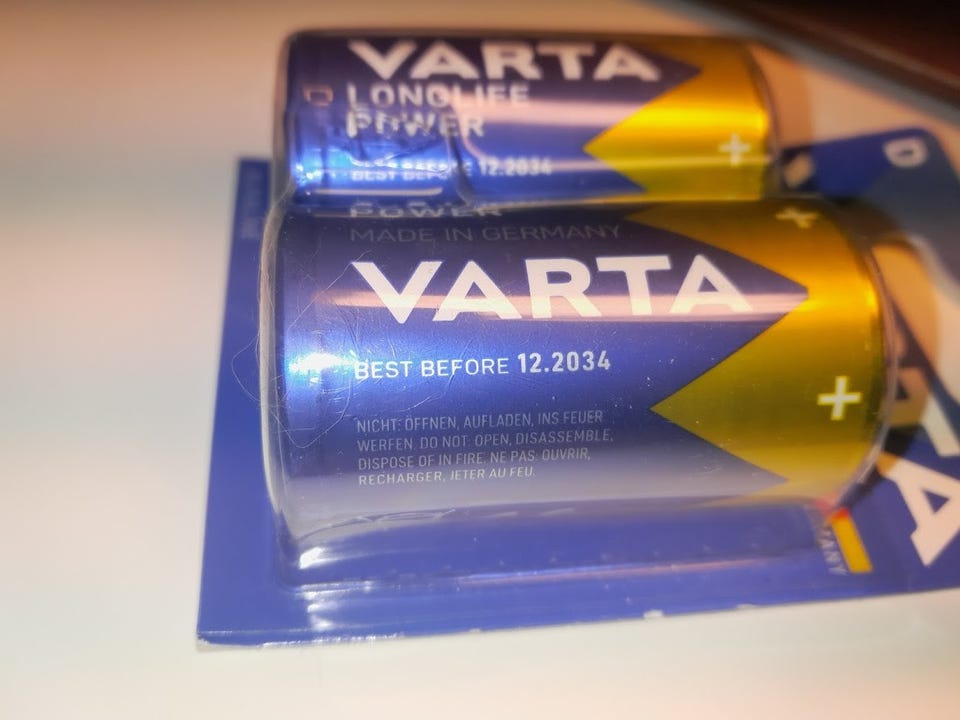 VARTA
D LONGLIFE
POWER
BEST BEFORE 12.2034
POWER
MADE IN GERMANY
VARTA
BEST BEFORE 12.2034
NICHT: ÖFFNEN, AUFLADEN, INS FEUER
WERFEN. DO NOT: OPEN, DISASSEMBLE,
DISPOSE OF IN FIRE. NE PAS: OUVRIR,
RECHARGER, JETER AU FEU.
+
+
+
D